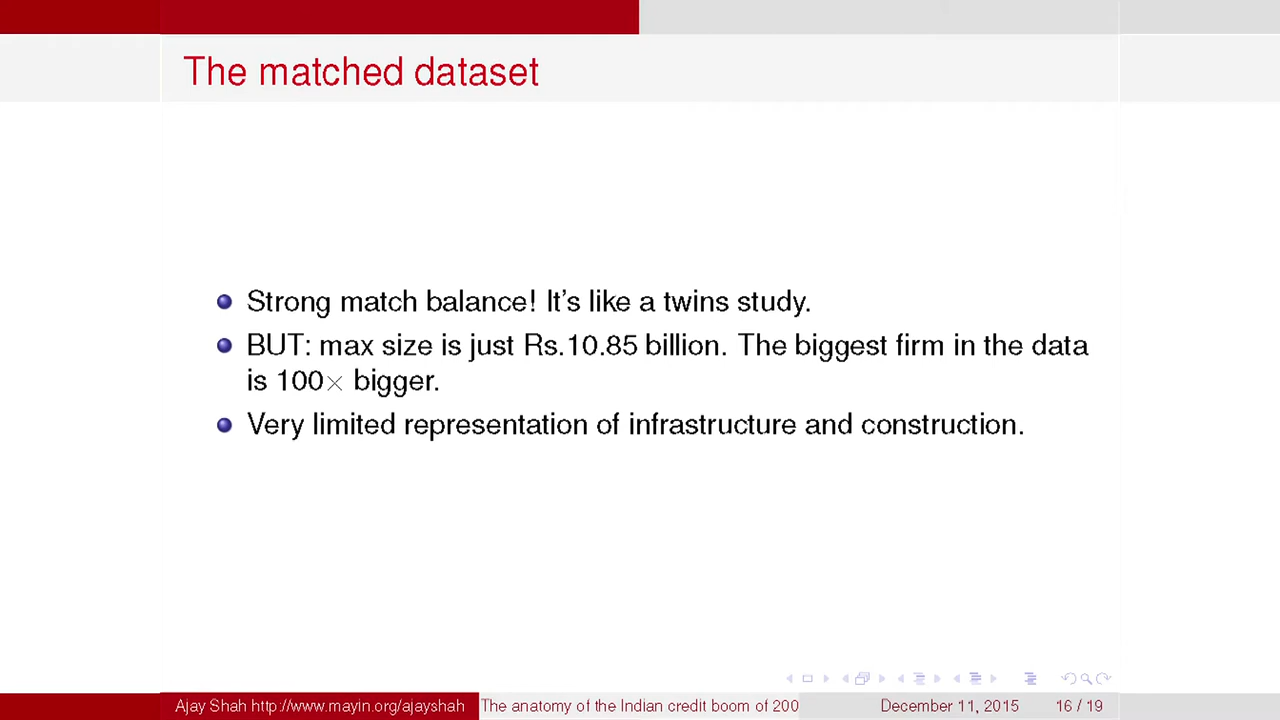 The matched dataset
Strong match balance! It's like a twins study.
BUT: max size is just Rs.10.85 billion. The biggest firm in the data
is 100× bigger.
Very limited representation of infrastructure and construction.
Ajay Shah http://www.mayin.org/ajayshah
The anatomy of the Indian credit boom of 200
December 11, 2015
16 / 19